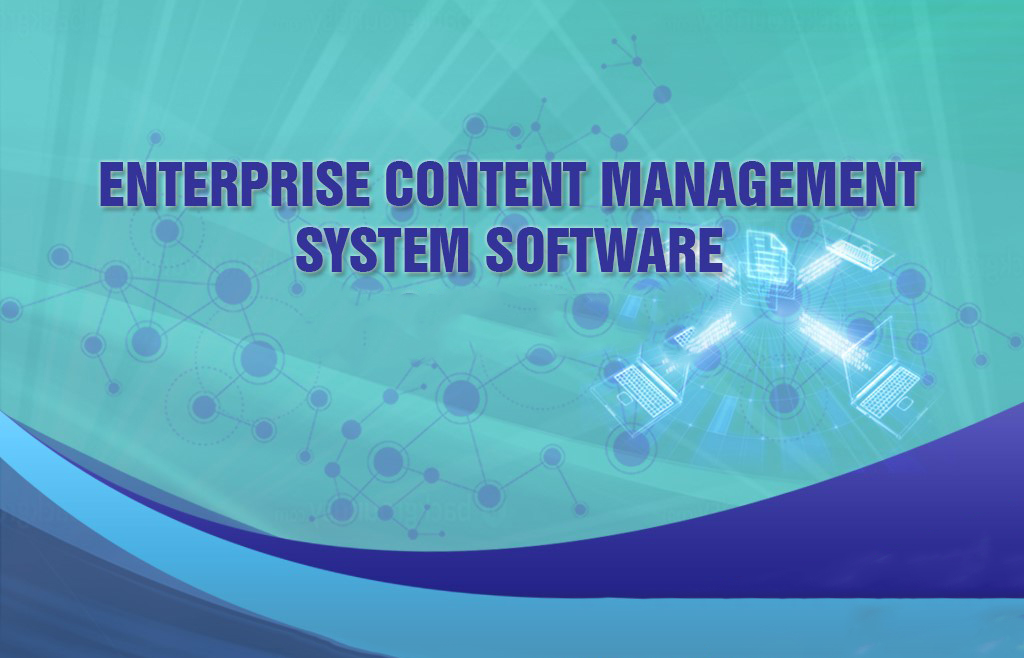 ENTERPRISE CONTENT MANAGEMENT
SYSTEM SOFTWARE